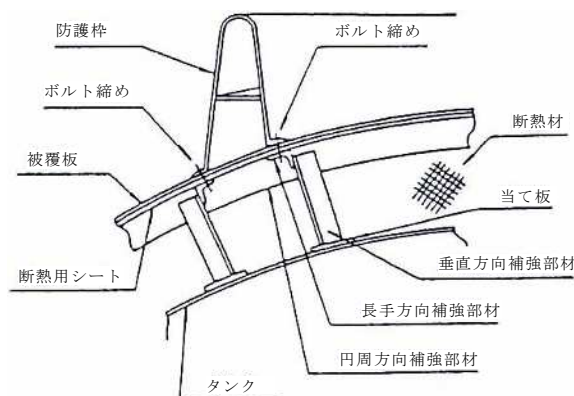 防護枠
ボルト締め
ボルト締め
断熱材
被覆板
当て板
断熱用シート
垂直方向補強部材
長手方向補強部材
円周方向補強部材
タンク